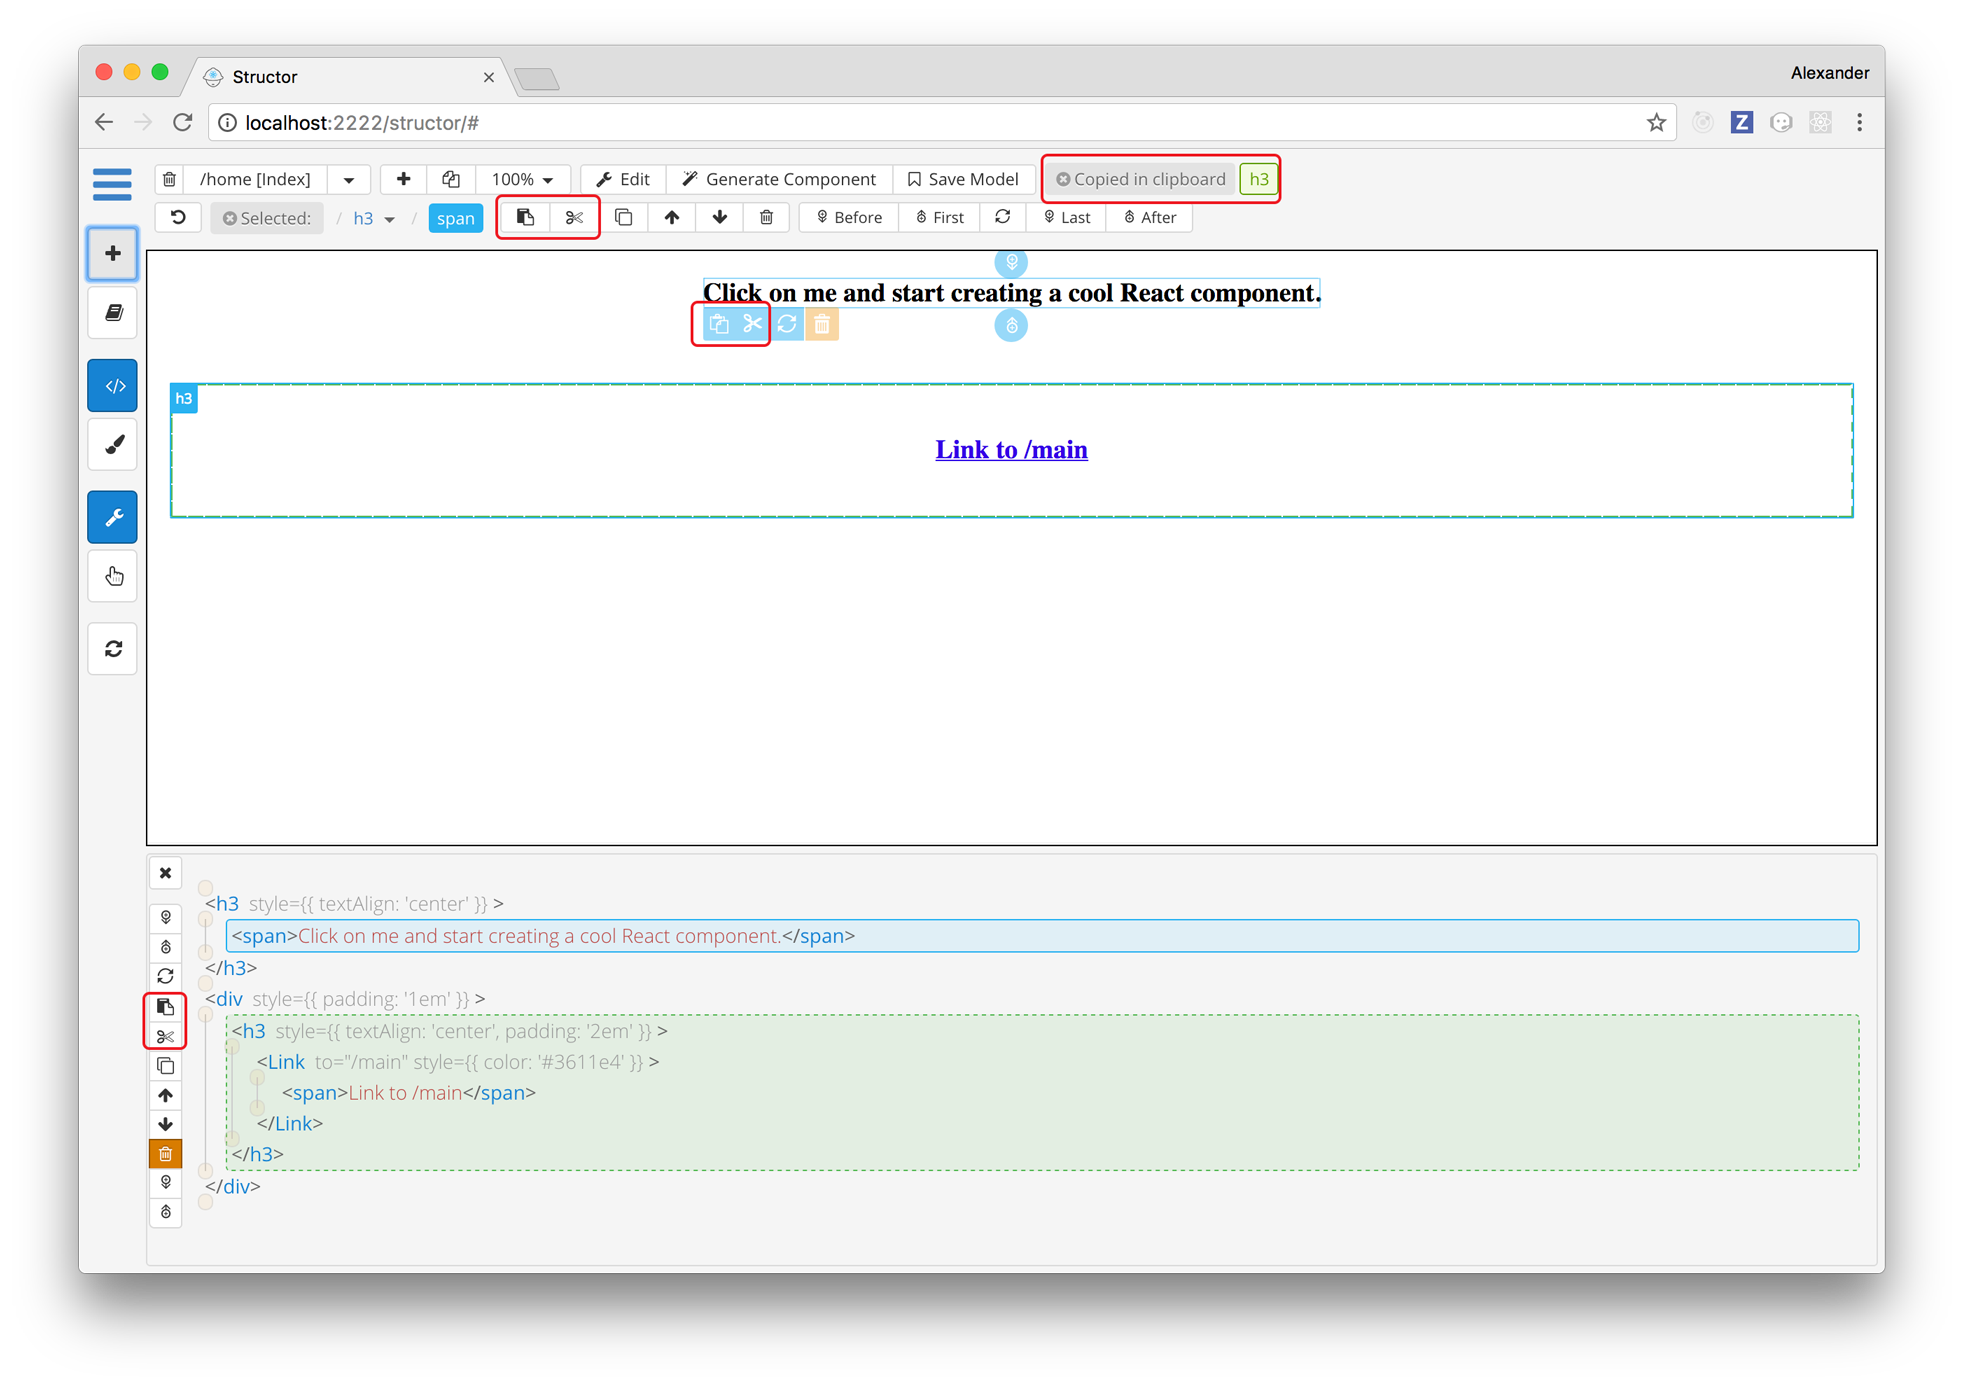 Structor
Alexander
localhost:2222/structor/#
Z
/home [Index]
100%
Edit
Generate Component
Save Model
Copied in clipboard
h3
Selected:
/ h3
/ span
Before
First
Last
After
Click on me and start creating a cool React component.
h3
Link to /main
<h3 style={{ textAlign: 'center' }} >
<span>Click on me and start creating a cool React component.</span>
</h3>
<div style={{ padding: '1em' }} >
<h3 style={{ textAlign: 'center', padding: '2em' }} >
<Link to="/main" style={{ color: '#3611e4' }} >
<span>Link to /main</span>
</Link>
</h3>
</div>